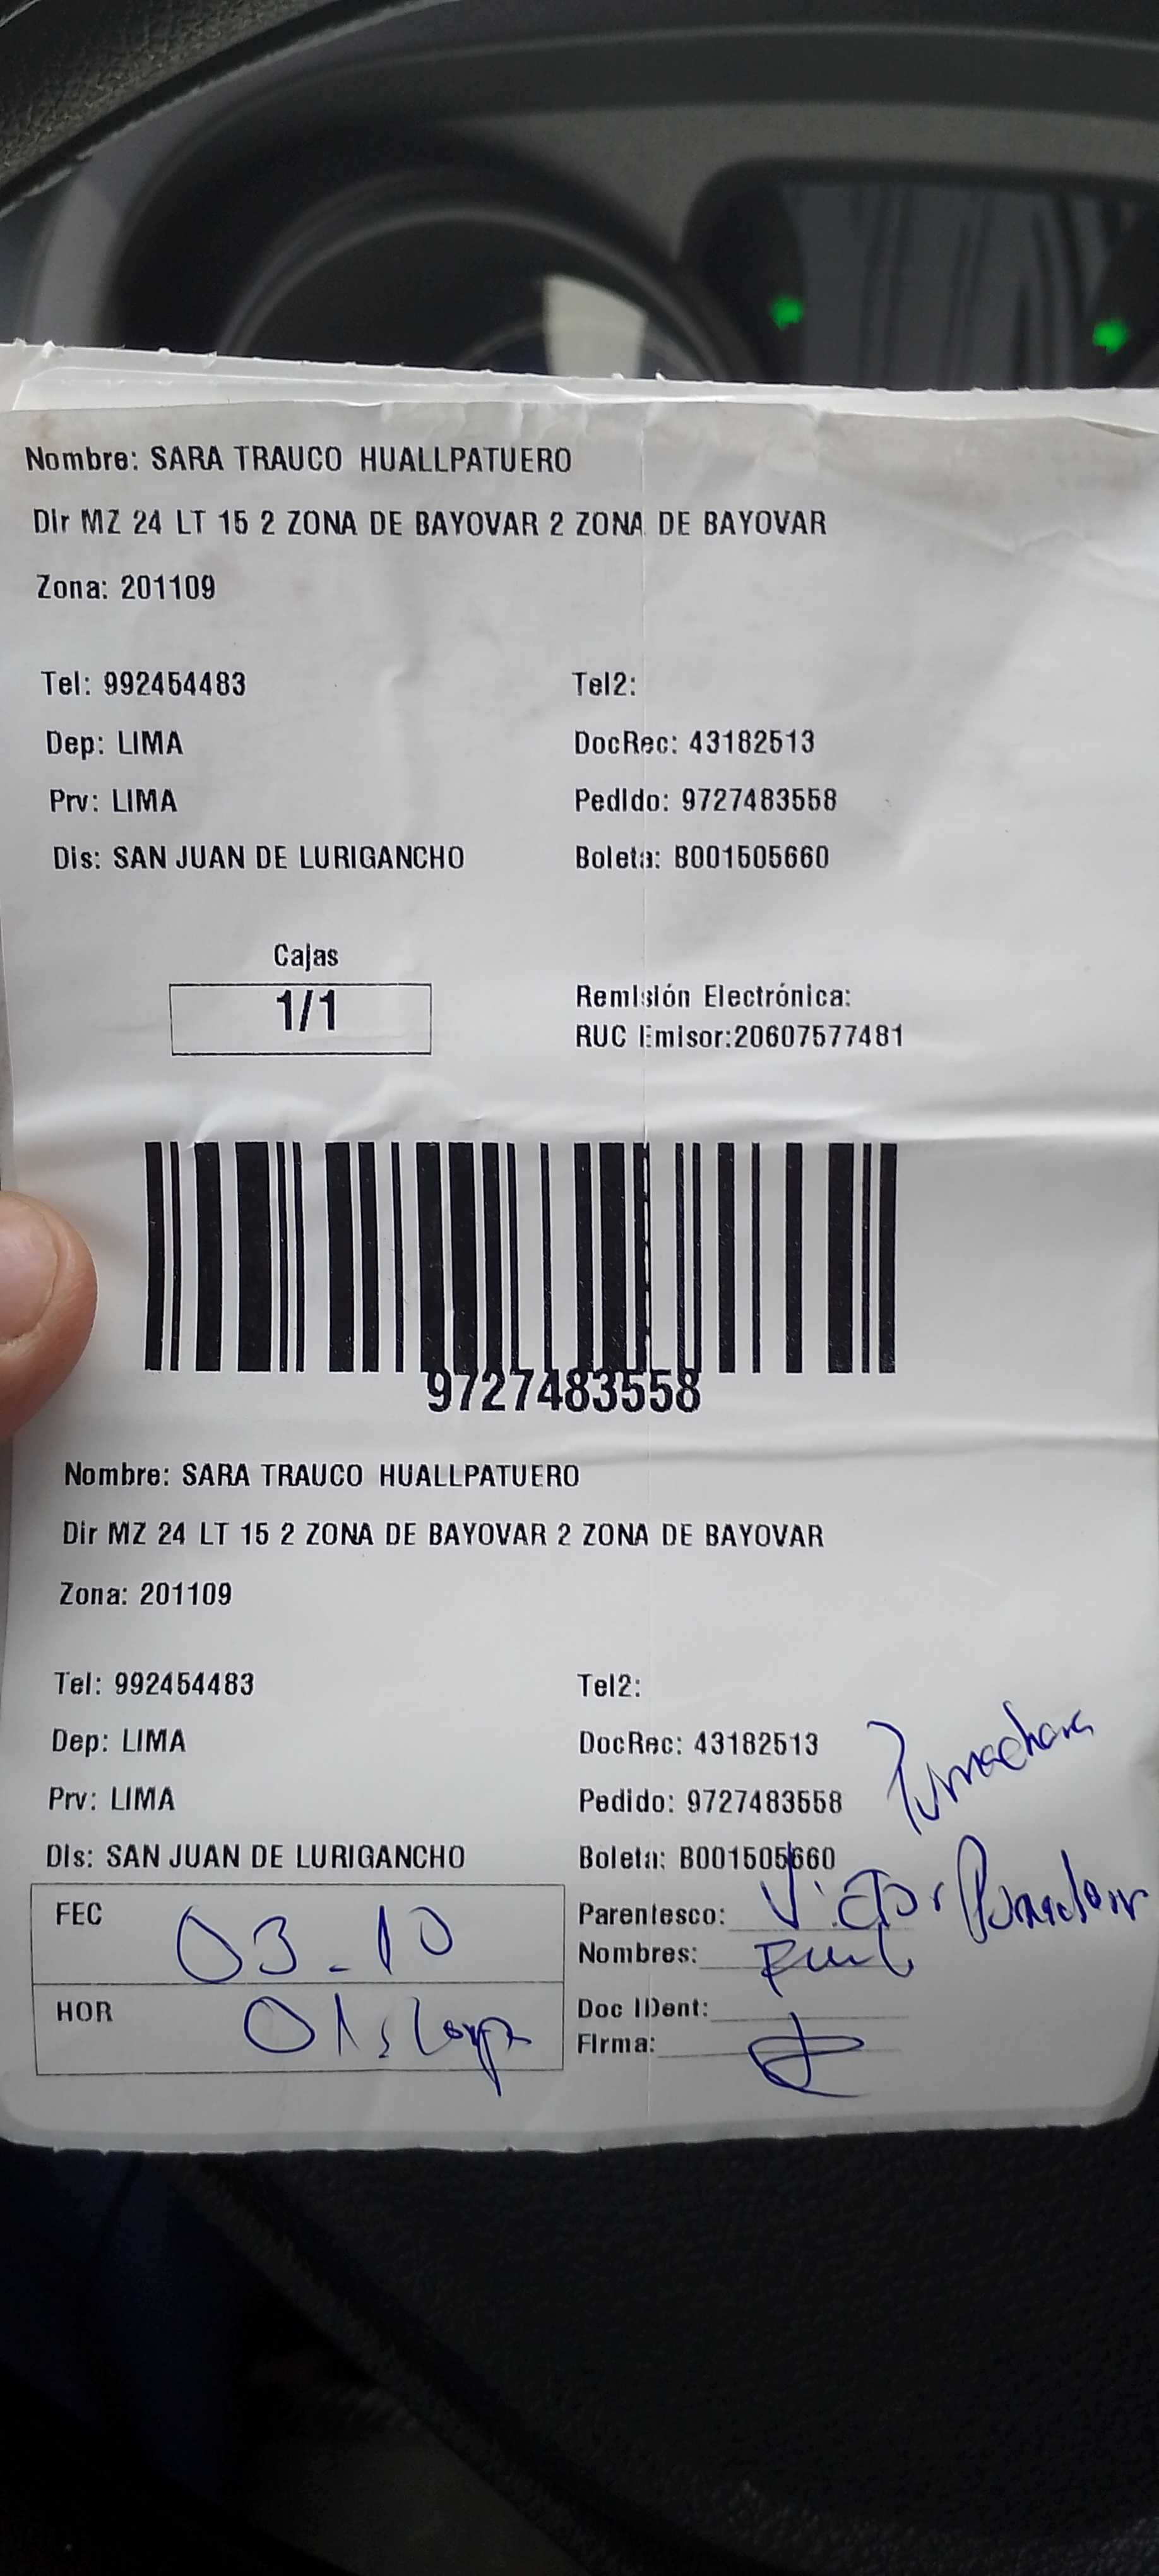 Nombre: SARA TRAUCO HUALLPATUERO
Dir MZ 24 LT 15 2 ZONA DE BAYOVAR 2 ZONA DE BAYOVAR
Zona: 201109
Tel: 992454483 Tel2:
Dep: LIMA DocRec: 43182513
Prv: LIMA Pedido: 9727483558
Dis: SAN JUAN DE LURIGANCHO Boleta: B001505660
Cajas
1/1
Remisión Electrónica:
RUC Emisor:20607577481
9727483558
Nombre: SARA TRAUCO HUALLPATUERO
Dir MZ 24 LT 15 2 ZONA DE BAYOVAR 2 ZONA DE BAYOVAR
Zona: 201109
Tel: 992454483 Tel2:
Dep: LIMA DocRec: 43182513
Prv: LIMA Pedido: 9727483558
Dis: SAN JUAN DE LURIGANCHO Boleta: B001505660
FEC 03-10 Parentesco: Victor
Nombres:
HOR Doc IDent:
Firma: